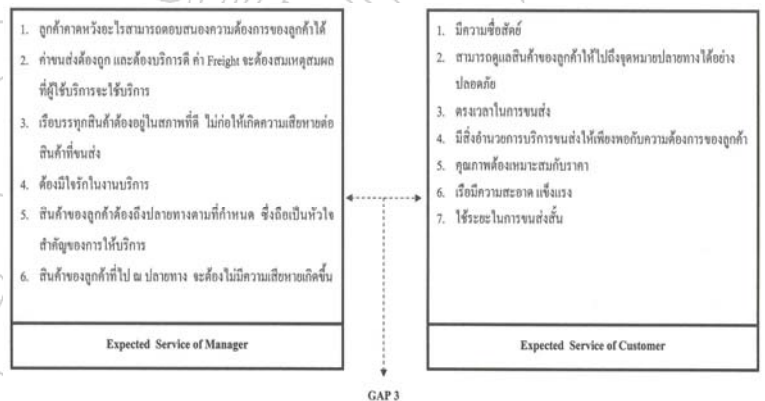 1. ลูกค้าคาดหวังอะไรสามารถตอบสนองความต้องการของลูกค้าได้
2. ค่าขนส่งต้องถูก และต้องบริการดี ค่า Freight จะต้องสมเหตุสมผล
ที่ผู้ใช้บริการจะใช้บริการ
3. เรือบรรทุกสินค้าต้องอยู่ในสภาพที่ดี ไม่ก่อให้เกิดความเสียหายต่อ
สินค้าที่ขนส่ง
4. ต้องมีใจรักในงานบริการ
5. สินค้าของลูกค้าต้องถึงปลายทางตามที่กำหนด ซึ่งถือเป็นหัวใจ
สำคัญของการให้บริการ
6. สินค้าของลูกค้าที่ไป ณ ปลายทาง จะต้องไม่มีความเสียหายเกิดขึ้น
Expected Service of Manager
1. มีความซื่อสัตย์
2. สามารถดูแลสินค้าของลูกค้าให้ไปถึงจุดหมายปลายทางได้อย่าง
ปลอดภัย
3. ตรงเวลาในการขนส่ง
4. มีสิ่งอำนวยการบริการขนส่งให้เพียงพอกับความต้องการของลูกค้า
5. คุณภาพต้องเหมาะสมกับราคา
6. เรือมีความสะอาด แข็งแรง
7. ใช้ระยะในการขนส่งสั้น
Expected Service of Customer
GAP 3